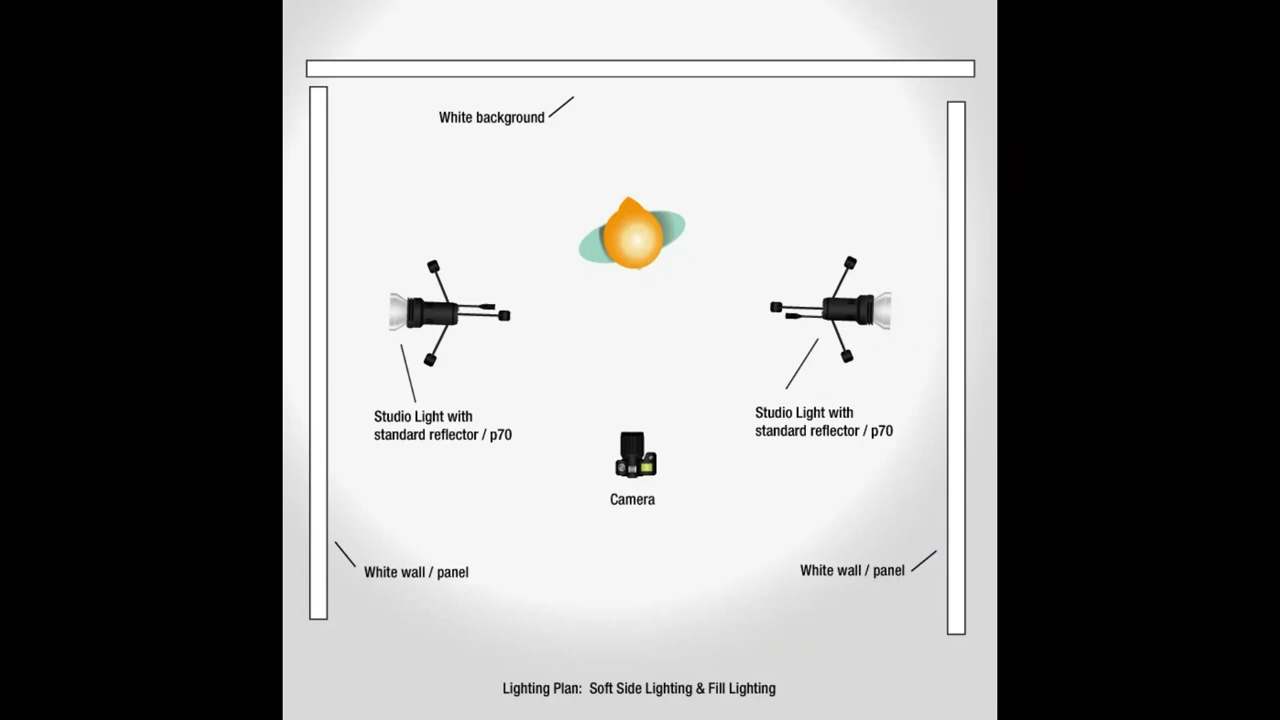 White background
Studio Light with
standard reflector / p70
Studio Light with
standard reflector / p70
Camera
White wall / panel
White wall / panel
Lighting Plan: Soft Side Lighting & Fill Lighting